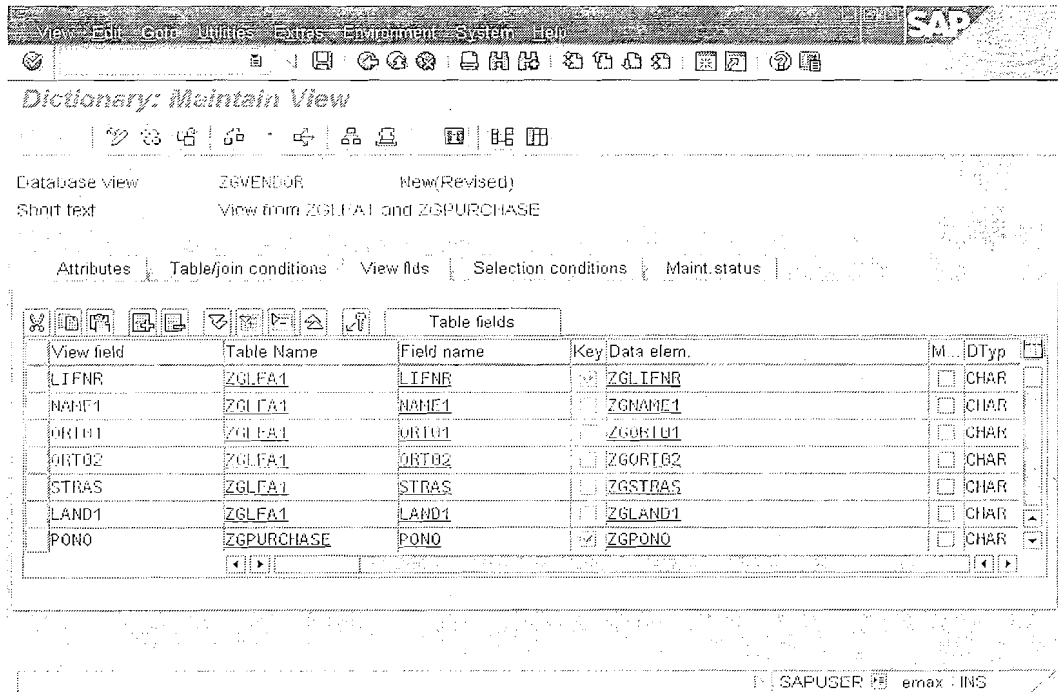 View Edit Goto Utilities Extras Environment System Help
SAP
Dictionary: Maintain View
Database view ZGVENDOR New(Revised)
Short text View from ZGLFA1 and ZGPURCHASE
Attributes Table/join conditions View flds Selection conditions Maint.status
Table fields
View field Table Name Field name Key Data elem. M... DTyp
LIFNR ZGLFA1 LIFNR ZGLIFNR CHAR
NAME1 ZGLFA1 NAME1 ZGNAME1 CHAR
ORT01 ZGLFA1 ORT01 ZGORT01 CHAR
ORT02 ZGLFA1 ORT02 ZGORT02 CHAR
STRAS ZGLFA1 STRAS ZGSTRAS CHAR
LAND1 ZGLFA1 LAND1 ZGLAND1 CHAR
PONO ZGPURCHASE PONO ZGPONO CHAR
SAPUSER emax INS